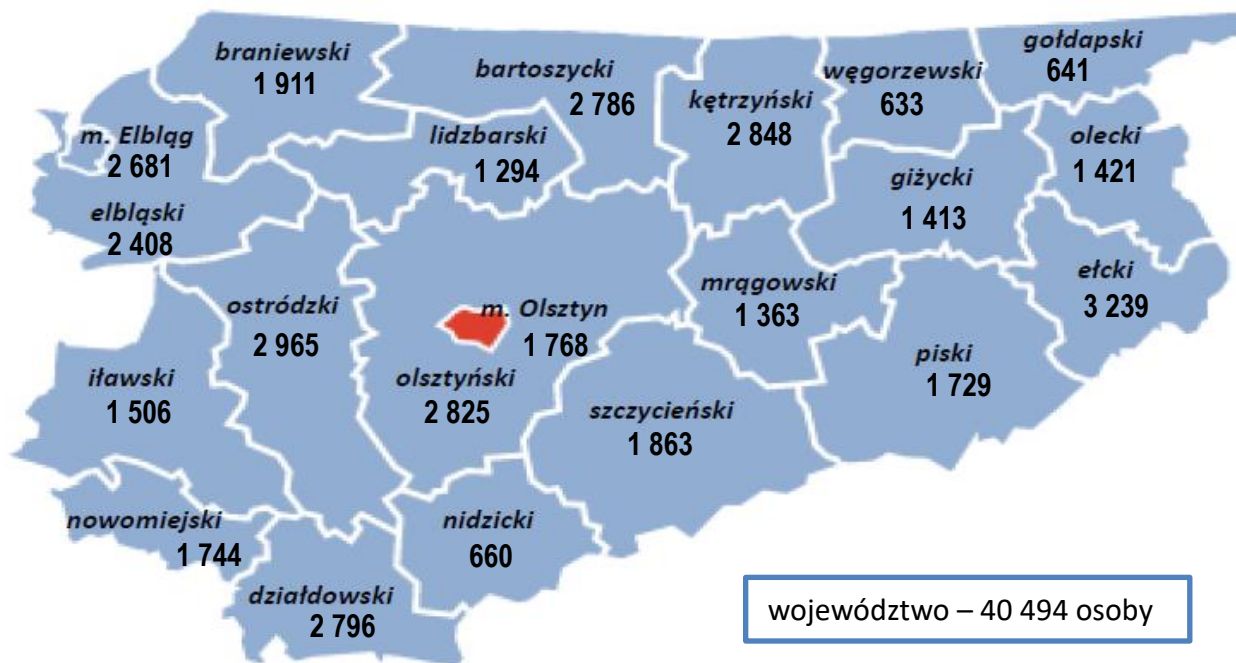 braniewski
1 911
bartoszycki
2 786
kętrzyński
2 848
węgorzewski
633
gołdapski
641
m. Elbląg
2 681
lidzbarski
1 294
olecki
1 421
giżycki
1 413
elbląski
2 408
ostródzki
2 965
m. Olsztyn
1 768
mrągowski
1 363
ełcki
3 239
iławski
1 506
olsztyński
2 825
szczycieński
1 863
piski
1 729
nowomiejski
1 744
nidzicki
660
działdowski
2 796
województwo – 40 494 osoby